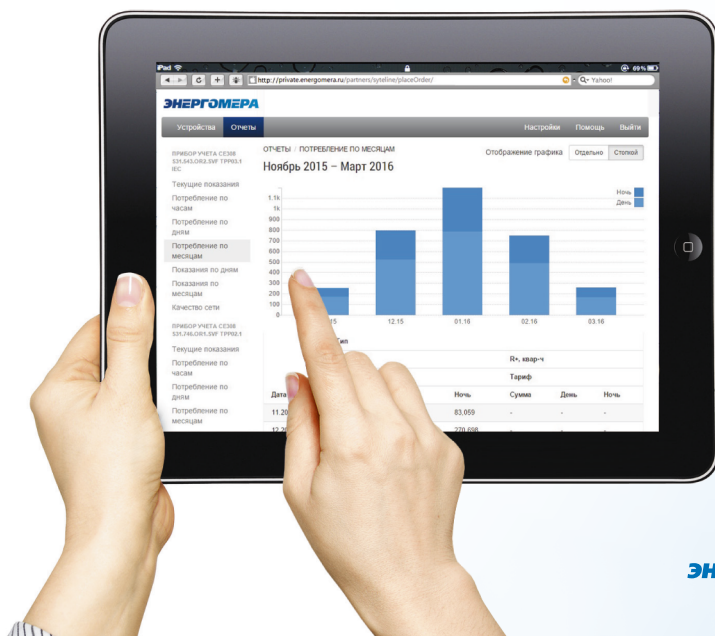 iPad
89%
http://private.energomera.ru/partners/syteline/placeOrder/
Yahoo!
ЭНЕРГОМЕРА
Устройства Отчеты Настройки Помощь Выйти
ПРИБОР УЧЕТА CE308
S31.543.OR2.SVF TPP03.1
IEC
Текущие показания
Потребление по
часам
Потребление по
дням
Потребление по
месяцам
Показания по дням
Показания по
месяцам
Качество сети
ПРИБОР УЧЕТА CE308
S31.746.OR1.SVF TPP02.1
Текущие показания
Потребление по
часам
Потребление по
дням
Потребление по
месяцам
ОТЧЕТЫ / ПОТРЕБЛЕНИЕ ПО МЕСЯЦАМ
Отображение графика Отдельно Стопкой
Ноябрь 2015 – Март 2016
Ночь
День
1.1k
1k
900
800
700
600
500
400
300
200
100
0
12.15 01.16 02.16 03.16
R+, квар-ч
Тариф
Дата Ночь Сумма День Ночь
83,059 - - -
270,698 - - -